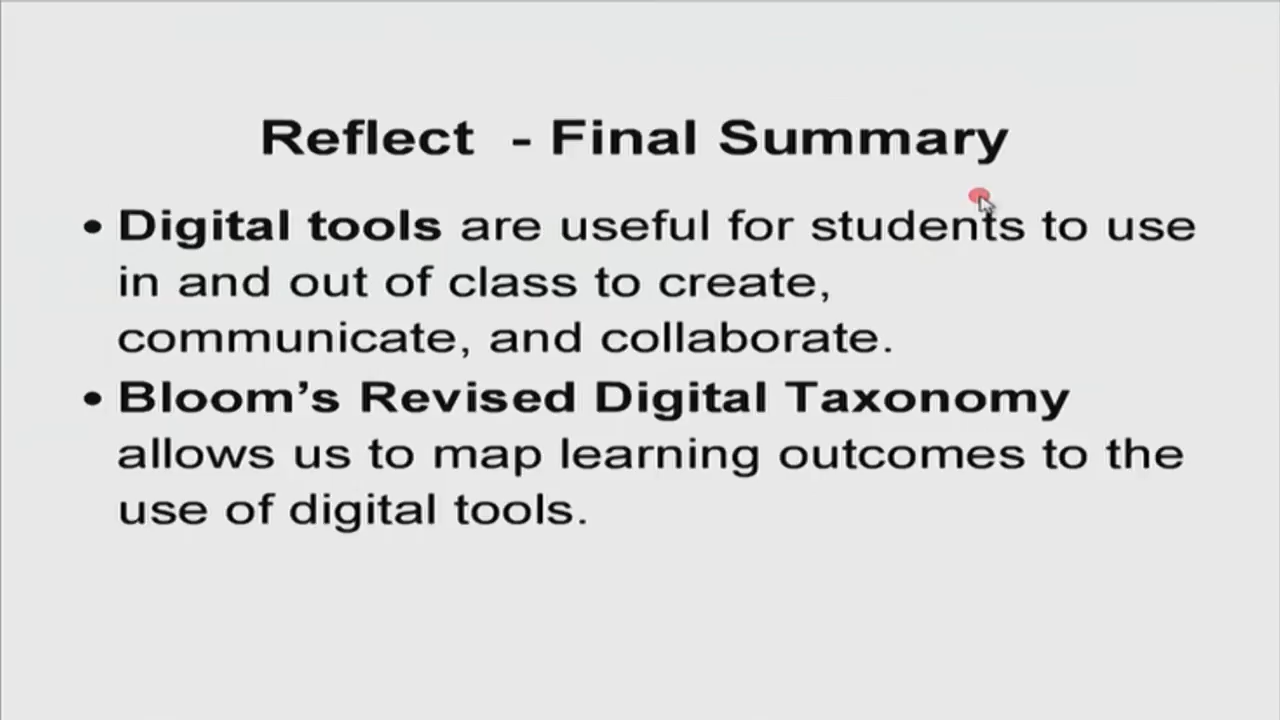 Reflect - Final Summary
• Digital tools are useful for students to use
in and out of class to create,
communicate, and collaborate.
• Bloom’s Revised Digital Taxonomy
allows us to map learning outcomes to the
use of digital tools.